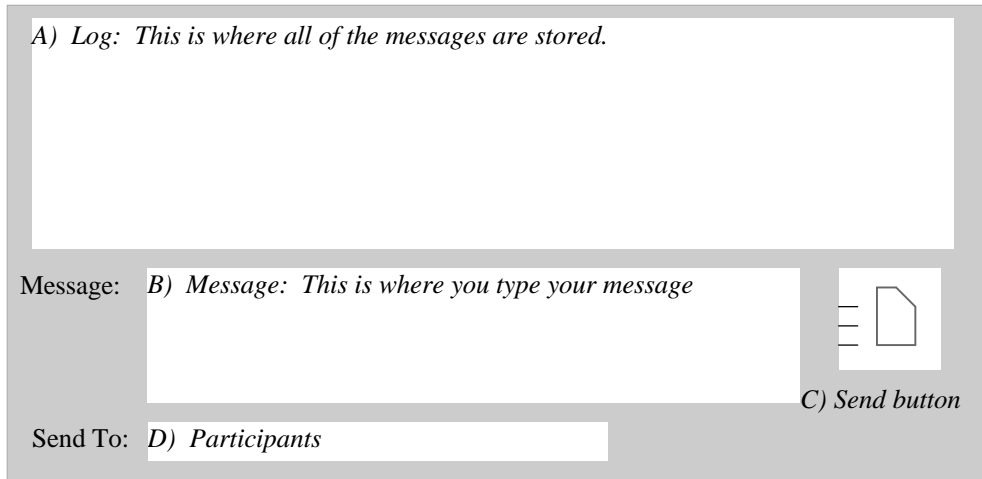 A) Log: This is where all of the messages are stored.
Message: B) Message: This is where you type your message
C) Send button
Send To: D) Participants